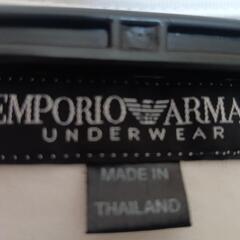 EMPORIO ARMA
UNDERWEAR
MADE IN
THAILAND